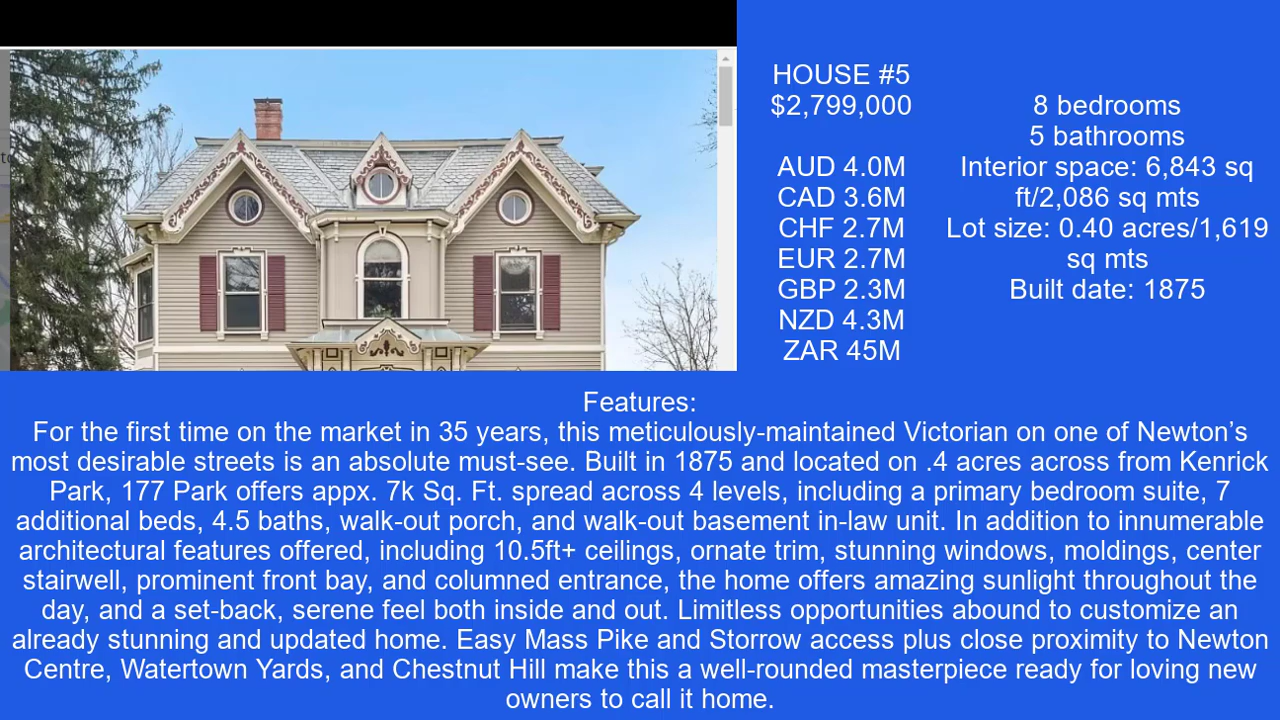 HOUSE #5
$2,799,000
AUD 4.0M
CAD 3.6M
CHF 2.7M
EUR 2.7M
GBP 2.3M
NZD 4.3M
ZAR 45M
8 bedrooms
5 bathrooms
Interior space: 6,843 sq
ft/2,086 sq mts
Lot size: 0.40 acres/1,619
sq mts
Built date: 1875
Features:
For the first time on the market in 35 years, this meticulously-maintained Victorian on one of Newton’s
most desirable streets is an absolute must-see. Built in 1875 and located on .4 acres across from Kenrick
Park, 177 Park offers appx. 7k Sq. Ft. spread across 4 levels, including a primary bedroom suite, 7
additional beds, 4.5 baths, walk-out porch, and walk-out basement in-law unit. In addition to innumerable
architectural features offered, including 10.5ft+ ceilings, ornate trim, stunning windows, moldings, center
stairwell, prominent front bay, and columned entrance, the home offers amazing sunlight throughout the
day, and a set-back, serene feel both inside and out. Limitless opportunities abound to customize an
already stunning and updated home. Easy Mass Pike and Storrow access plus close proximity to Newton
Centre, Watertown Yards, and Chestnut Hill make this a well-rounded masterpiece ready for loving new
owners to call it home.